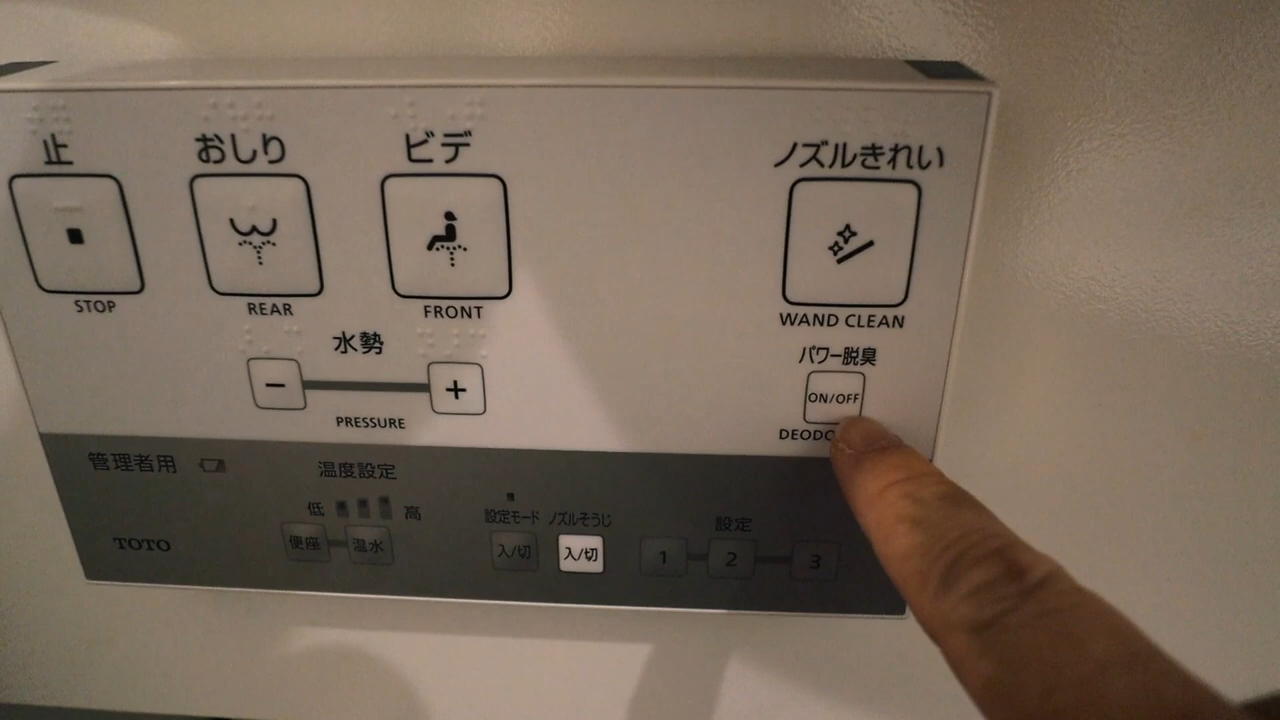 止
おしり
ビデ
ノズルきれい
STOP
REAR
FRONT
WAND CLEAN
水勢
パワー脱臭
- +
ON/OFF
PRESSURE
管理者用
温度設定
低 高
設定モード
ノズルそうじ
設定
TOTO
便座
温水
入/切
入/切
1 2 3